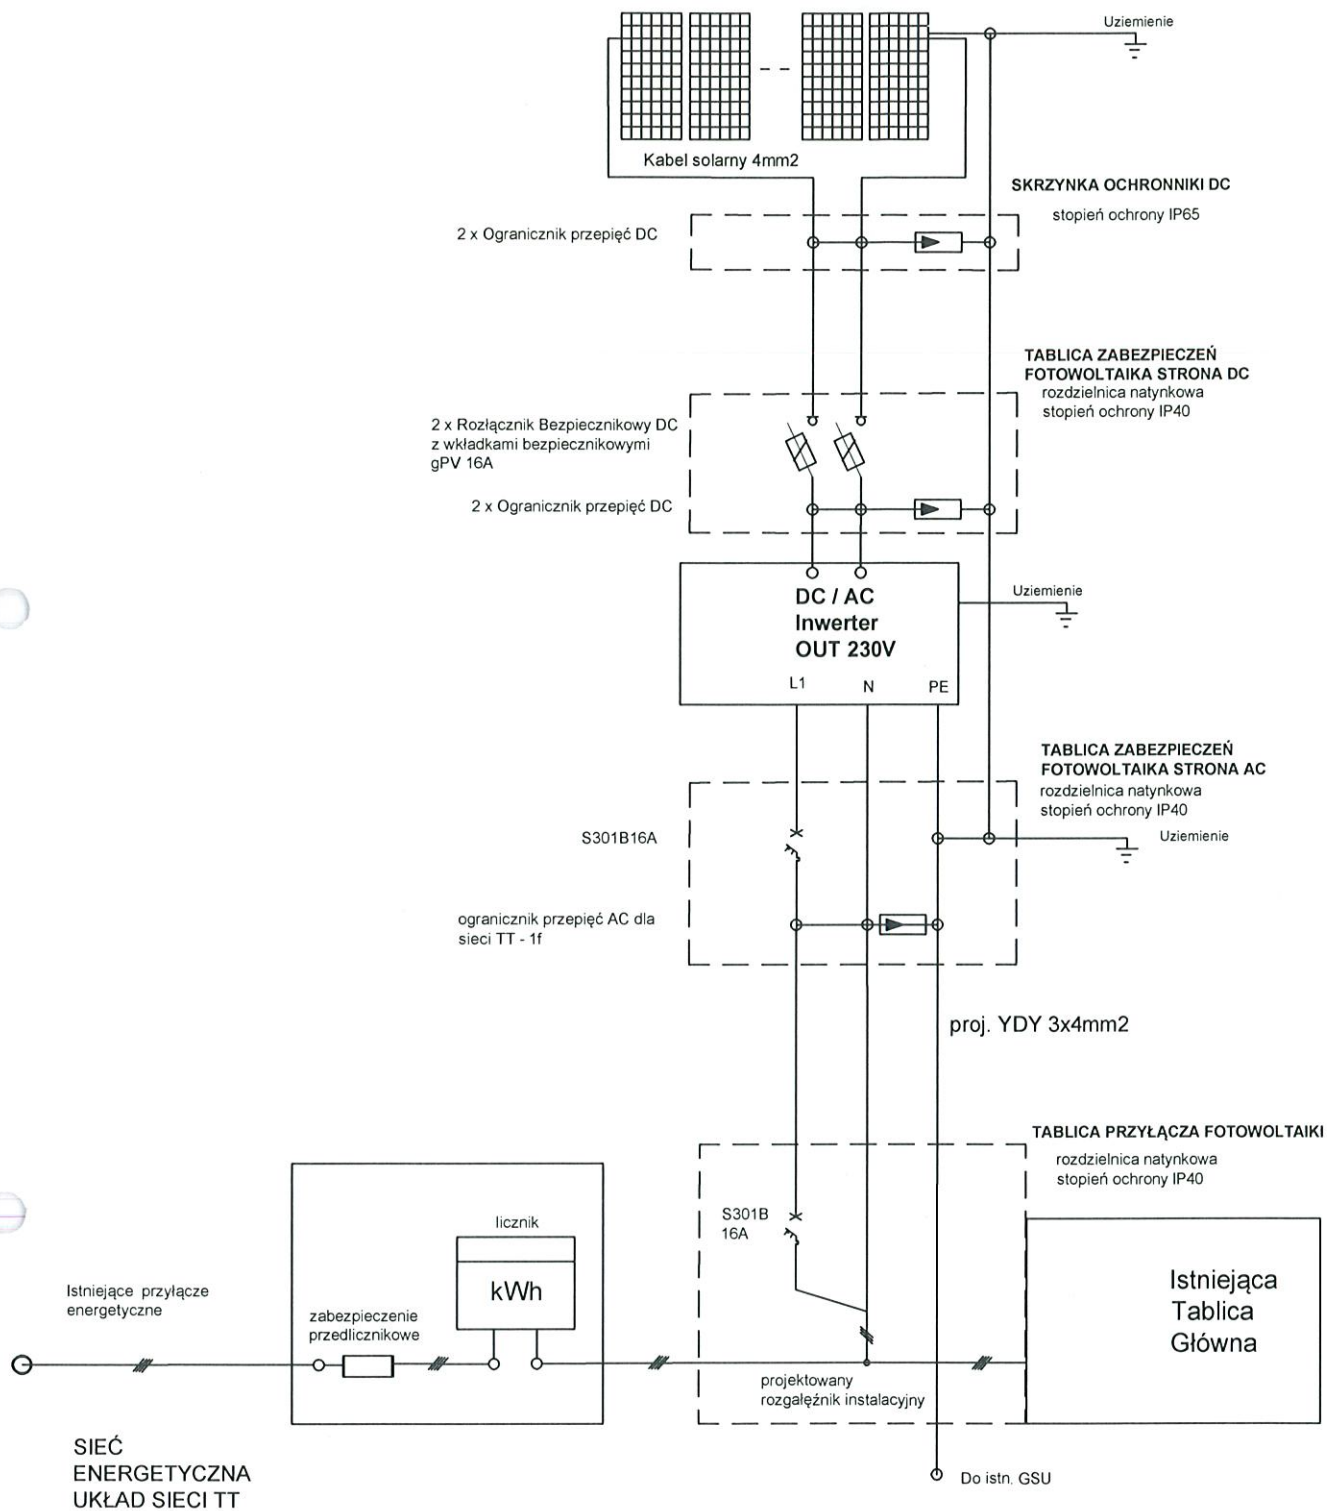 Uziemienie
Kabel solarny 4mm2
SKRZYNKA OCHRONNIKI DC
stopień ochrony IP65
2 x Ogranicznik przepięć DC
TABLICA ZABEZPIECZEŃ
FOTOWOLTAIKA STRONA DC
rozdzielnica natynkowa
stopień ochrony IP40
2 x Rozłącznik Bezpiecznikowy DC
z wkładkami bezpiecznikowymi
gPV 16A
2 x Ogranicznik przepięć DC
DC / AC
Inwerter
OUT 230V
Uziemienie
L1
N
PE
TABLICA ZABEZPIECZEŃ
FOTOWOLTAIKA STRONA AC
rozdzielnica natynkowa
stopień ochrony IP40
S301B16A
Uziemienie
ogranicznik przepięć AC dla
sieci TT - 1f
proj. YDY 3x4mm2
TABLICA PRZYŁĄCZA FOTOWOLTAIKI
rozdzielnica natynkowa
stopień ochrony IP40
S301B
16A
licznik
kWh
Istniejące przyłącze
energetyczne
zabezpieczenie
przedlicznikowe
Istniejąca
Tablica
Główna
projektowany
rozgałęźnik instalacyjny
SIEĆ
ENERGETYCZNA
UKŁAD SIECI TT
Do istn. GSU